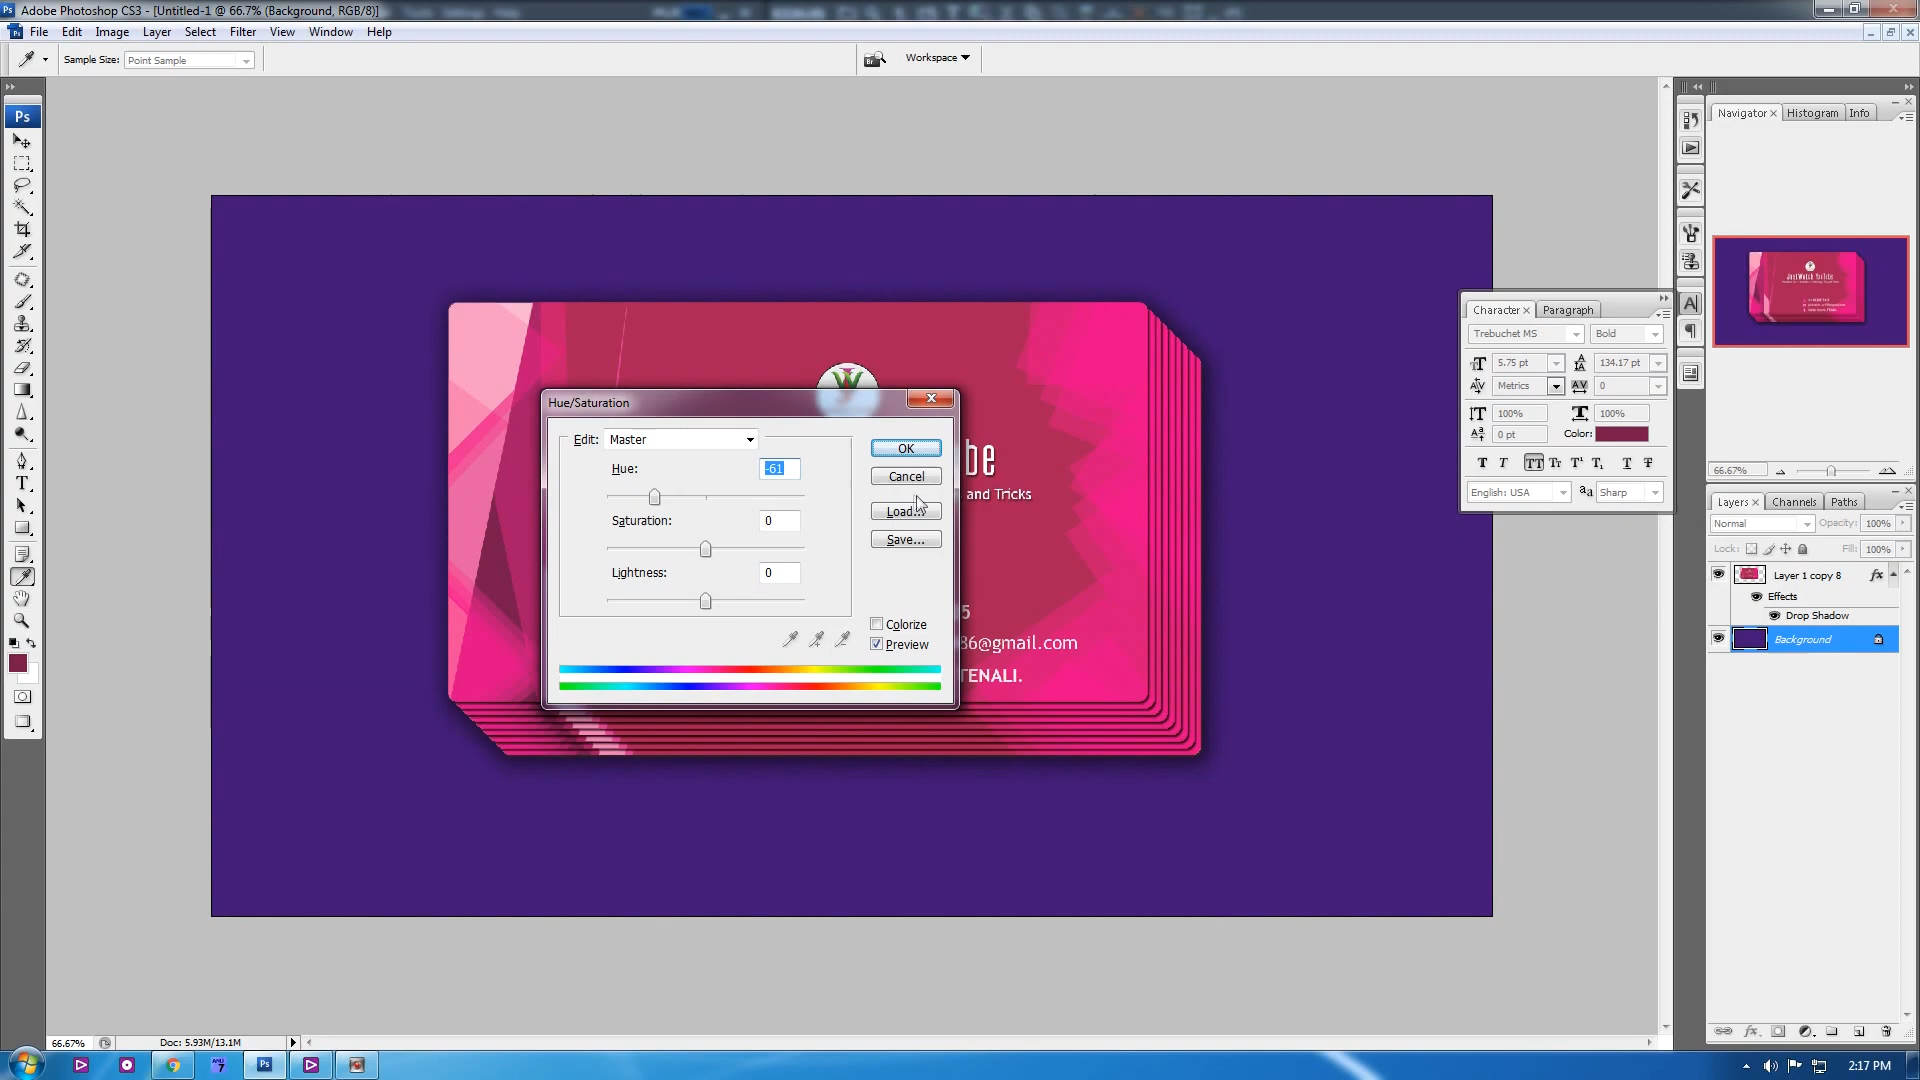 Adobe Photoshop CS3 - [Untitled-1 @ 66.7% (Background, RGB/8)]
File Edit Image Layer Select Filter View Window Help
Sample Size: Point Sample
Br
Workspace
Ps
Navigator Histogram Info
Character Paragraph
Trebuchet MS Bold
5.75 pt 134.17 pt
Metrics 0
100% 100%
0 pt Color:
English: USA Sharp
66.67%
Layers Channels Paths
Normal Opacity: 100%
Lock: Fill: 100%
Layer 1 copy 8 fx
Effects
Drop Shadow
Background
Hue/Saturation
Edit: Master
Hue: -61
Saturation: 0
Lightness: 0
OK
Cancel
Load...
Save...
Colorize
Preview
be
and Tricks
5
86@gmail.com
TENALI.
66.67% Doc: 5.93M/13.1M
2:17 PM